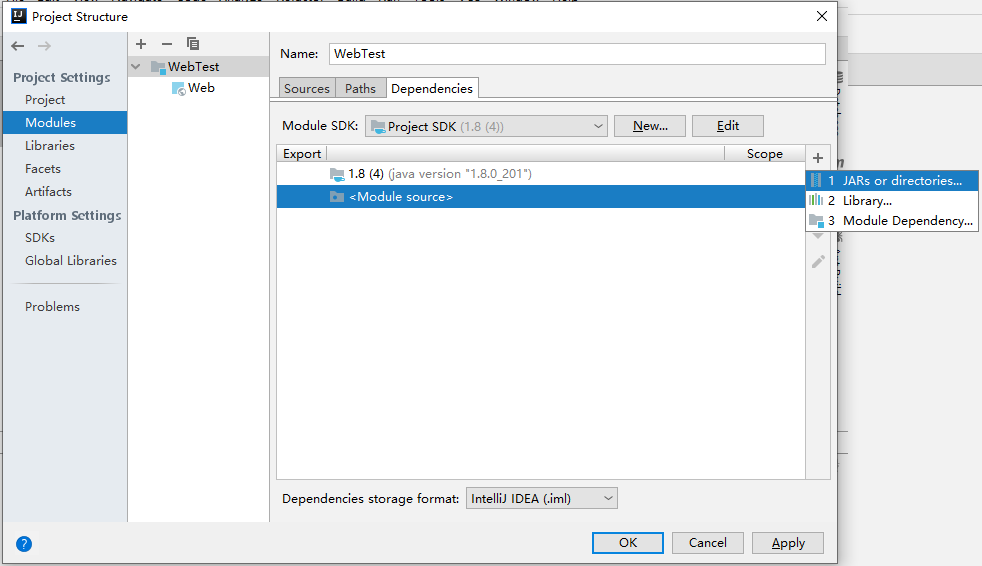 Project Structure
Project Settings
Project
Modules
Libraries
Facets
Artifacts
Platform Settings
SDKs
Global Libraries
Problems
WebTest
Web
Name: WebTest
Sources Paths Dependencies
Module SDK: Project SDK (1.8 (4)) New... Edit
Export Scope
1.8 (4) (java version "1.8.0_201")
<Module source>
1 JARs or directories...
2 Library...
3 Module Dependency...
Dependencies storage format: IntelliJ IDEA (.iml)
? OK Cancel Apply